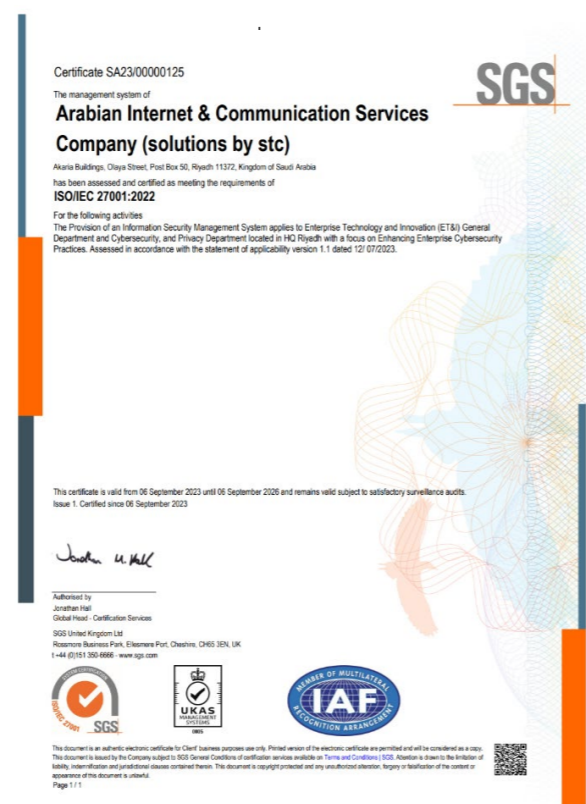 Certificate SA23/00000125
SGS
The management system of
Arabian Internet & Communication Services
Company (solutions by stc)
Akaria Buildings, Olaya Street, Post Box 50, Riyadh 11372, Kingdom of Saudi Arabia
has been assessed and certified as meeting the requirements of
ISO/IEC 27001:2022
For the following activities
The Provision of an Information Security Management System applies to Enterprise Technology and Innovation (ET&I) General
Department and Cybersecurity, and Privacy Department located in HQ Riyadh with a focus on Enhancing Enterprise Cybersecurity
Practices. Assessed in accordance with the statement of applicability version 1.1 dated 12/ 07/2023.
This certificate is valid from 06 September 2023 until 06 September 2026 and remains valid subject to satisfactory surveillance audits.
Issue 1. Certified since 06 September 2023
Jonathan M. Hall
Authorised by
Jonathan Hall
Global Head - Certification Services
SGS United Kingdom Ltd
Rossmore Business Park, Ellesmere Port, Cheshire, CH65 3EN, UK
t +44 (0)151 350-6666 - www.sgs.com
SYSTEM CERTIFICATION
ISO/IEC 27001
SGS
UKAS
MANAGEMENT
SYSTEMS
0005
MEMBER OF MULTILATERAL
IAF
RECOGNITION ARRANGEMENT
This document is an authentic electronic certificate for Client' business purposes use only. Printed version of the electronic certificate are permitted and will be considered as a copy.
This document is issued by the Company subject to SGS General Conditions of certification services available on Terms and Conditions | SGS. Attention is drawn to the limitation of
liability, indemnification and jurisdictional clauses contained therein. This document is copyright protected and any unauthorized alteration, forgery or falsification of the content or
appearance of this document is unlawful.
Page 1 / 1